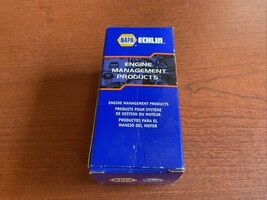 NAPA ECHLIN.
ENGINE
MANAGEMENT
PRODUCTS
ENGINE MANAGEMENT PRODUCTS
PRODUITS POUR SYSTÈME
DE GESTION DU MOTEUR
PRODUCTOS PARA EL
MANEJO DEL MOTOR